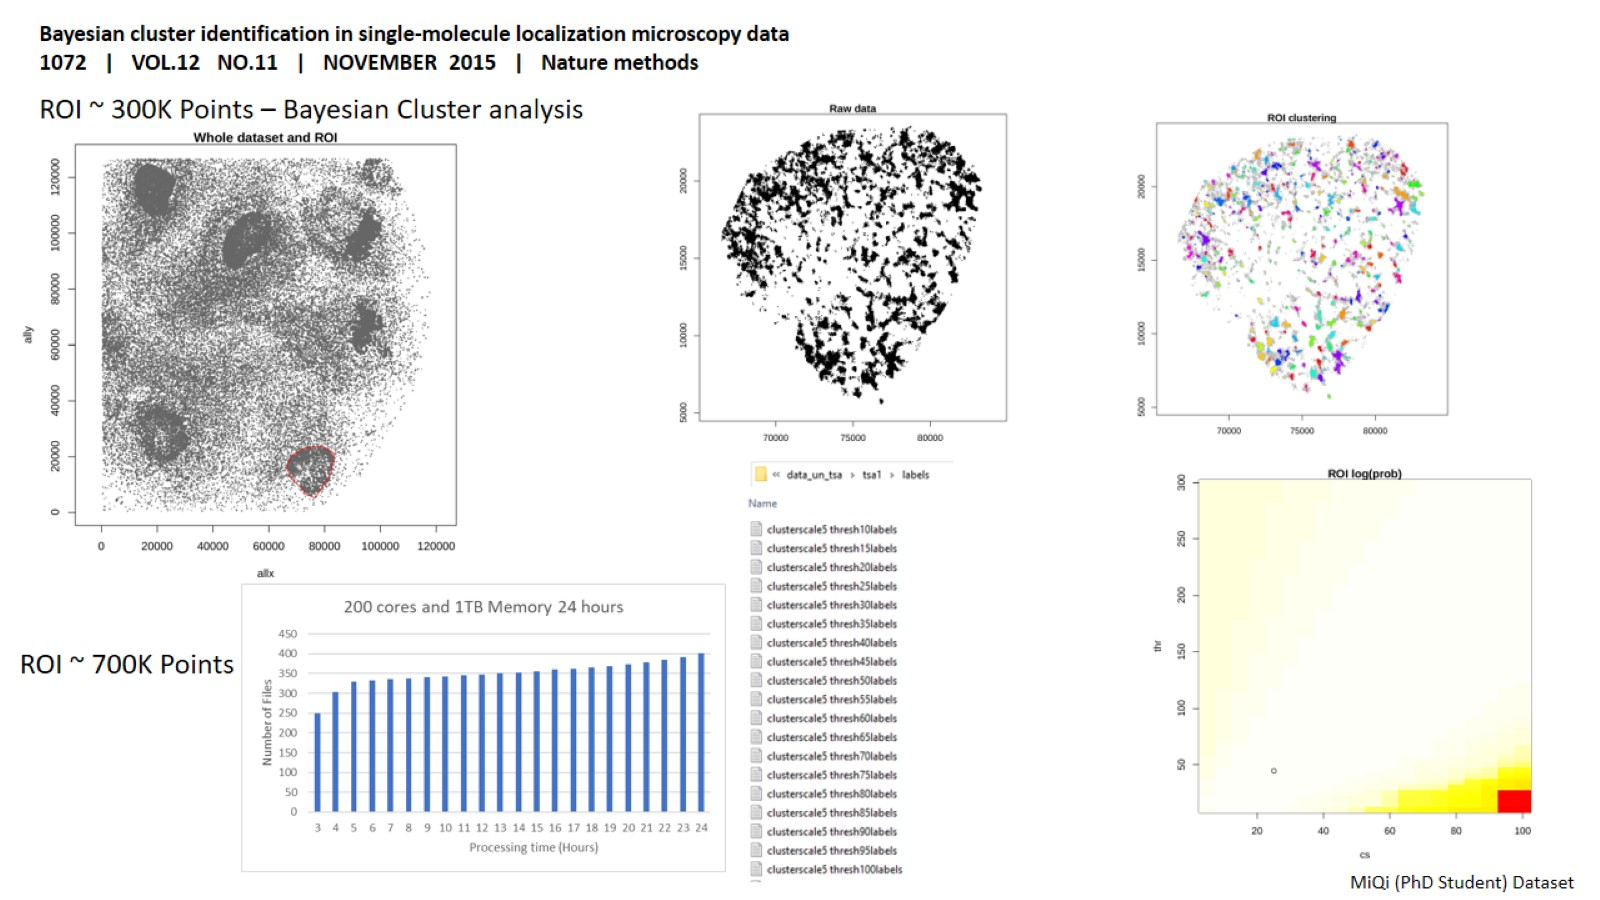 Bayesian cluster identification in single-molecule localization microscopy data
1072 | VOL.12 NO.11 | NOVEMBER 2015 | Nature methods
ROI ~ 300K Points – Bayesian Cluster analysis
Whole dataset and ROI
ally
0 20000 40000 60000 80000 100000 120000
0 20000 40000 60000 80000 100000 120000
allx
Raw data
5000 10000 15000 20000
70000 75000 80000
ROI clustering
5000 10000 15000 20000
70000 75000 80000
ROI ~ 700K Points
200 cores and 1TB Memory 24 hours
Number of Files
450
400
350
300
250
200
150
100
50
0
3 4 5 6 7 8 9 10 11 12 13 14 15 16 17 18 19 20 21 22 23 24
Processing time (Hours)
« data_un_tsa › tsa1 › labels
Name
clusterscale5 thresh10labels
clusterscale5 thresh15labels
clusterscale5 thresh20labels
clusterscale5 thresh25labels
clusterscale5 thresh30labels
clusterscale5 thresh35labels
clusterscale5 thresh40labels
clusterscale5 thresh45labels
clusterscale5 thresh50labels
clusterscale5 thresh55labels
clusterscale5 thresh60labels
clusterscale5 thresh65labels
clusterscale5 thresh70labels
clusterscale5 thresh75labels
clusterscale5 thresh80labels
clusterscale5 thresh85labels
clusterscale5 thresh90labels
clusterscale5 thresh95labels
clusterscale5 thresh100labels
ROI log(prob)
thr
50 100 150 200 250 300
20 40 60 80 100
cs
MiQi (PhD Student) Dataset